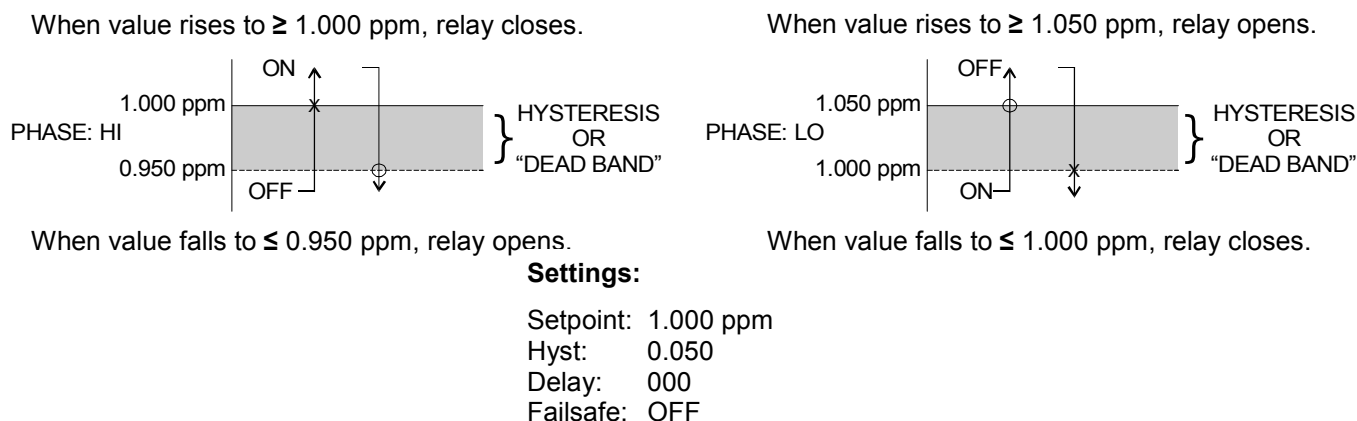 When value rises to ≥ 1.000 ppm, relay closes.
ON
1.000 ppm
X
PHASE: HI
HYSTERESIS
OR
“DEAD BAND”
}
0.950 ppm
OFF
When value falls to ≤ 0.950 ppm, relay opens.
When value rises to ≥ 1.050 ppm, relay opens.
OFF
1.050 ppm
PHASE: LO
HYSTERESIS
OR
“DEAD BAND”
}
1.000 ppm
X
ON
When value falls to ≤ 1.000 ppm, relay closes.
Settings:
Setpoint: 1.000 ppm
Hyst: 0.050
Delay: 000
Failsafe: OFF